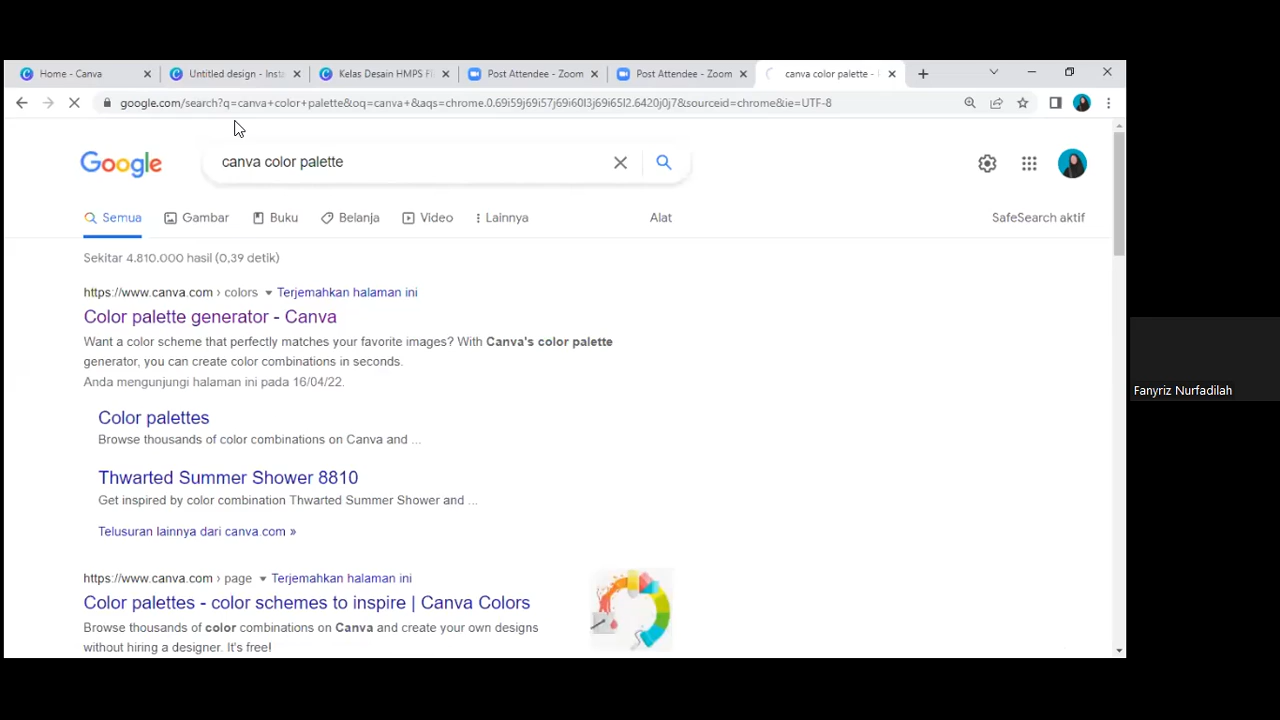 Home - Canva
Untitled design - Insta
Kelas Desain HMPS FI
Post Attendee - Zoom
Post Attendee - Zoom
canva color palette -
google.com/search?q=canva+color+palette&oq=canva+&aqs=chrome.0.69i59j69i57j69i60l3j69i65l2.6420j0j7&sourceid=chrome&ie=UTF-8
Google
canva color palette
Semua Gambar Buku Belanja Video Lainnya Alat SafeSearch aktif
Sekitar 4.810.000 hasil (0,39 detik)
https://www.canva.com › colors Terjemahkan halaman ini
Color palette generator - Canva
Want a color scheme that perfectly matches your favorite images? With Canva's color palette
generator, you can create color combinations in seconds.
Anda mengunjungi halaman ini pada 16/04/22.
Color palettes
Browse thousands of color combinations on Canva and ...
Thwarted Summer Shower 8810
Get inspired by color combination Thwarted Summer Shower and ...
Telusuran lainnya dari canva.com »
https://www.canva.com › page Terjemahkan halaman ini
Color palettes - color schemes to inspire | Canva Colors
Browse thousands of color combinations on Canva and create your own designs
without hiring a designer. It's free!
Fanyriz Nurfadilah